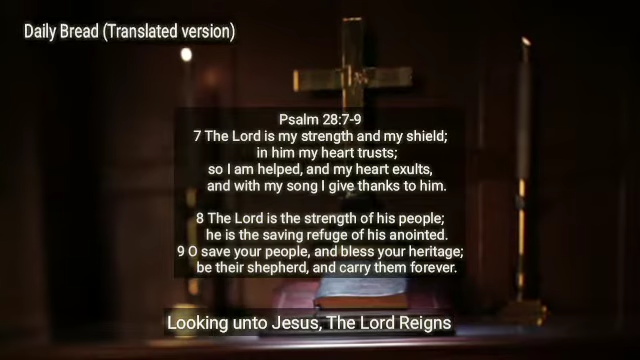 Daily Bread (Translated version)
Psalm 28:7-9
7 The Lord is my strength and my shield;
in him my heart trusts;
so I am helped, and my heart exults,
and with my song I give thanks to him.
8 The Lord is the strength of his people;
he is the saving refuge of his anointed.
9 O save your people, and bless your heritage;
be their shepherd, and carry them forever.
Looking unto Jesus, The Lord Reigns